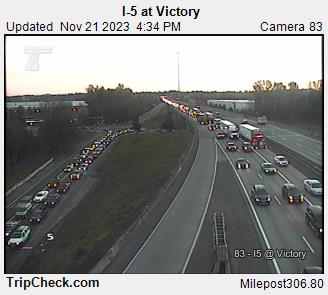 I-5 at Victory
Updated Nov 21 2023 4:34 PM Camera 83
83 - I5 @ Victory
TripCheck.com Milepost306.80